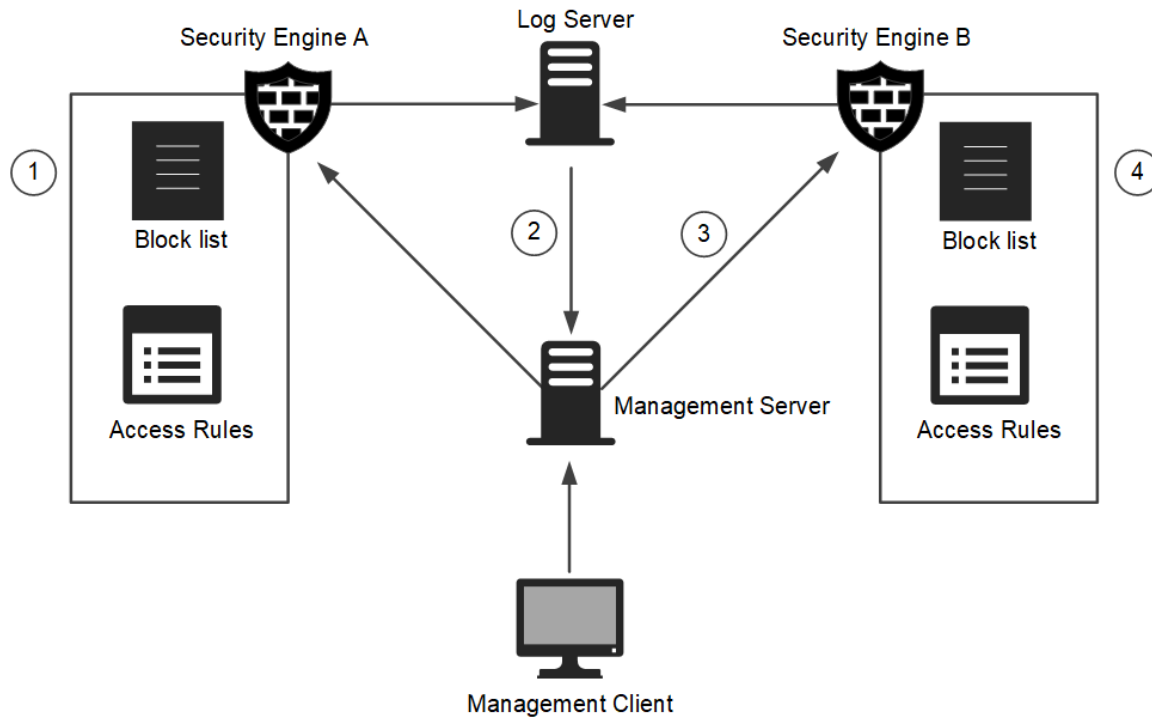 Log Server
Security Engine A
Security Engine B
1
Block list
Access Rules
2
3
4
Block list
Access Rules
Management Server
Management Client